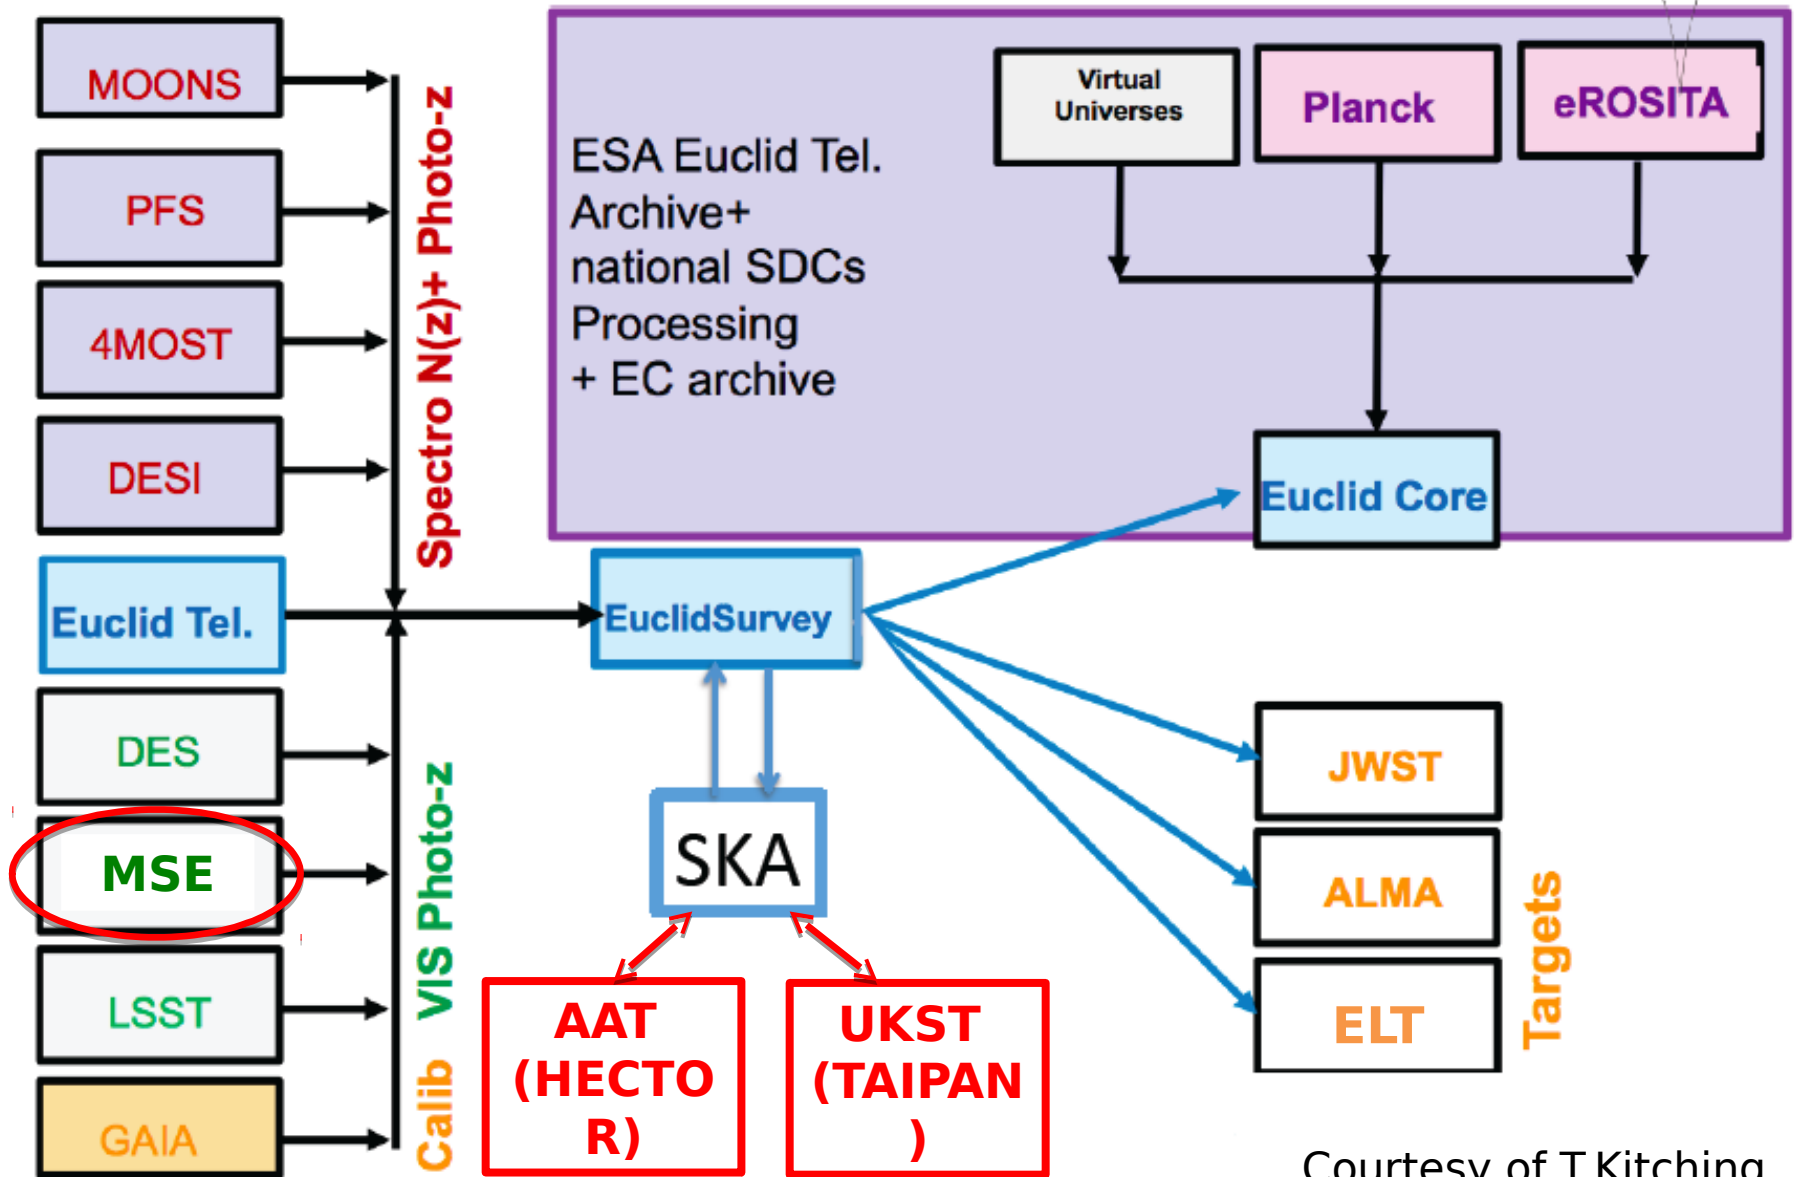 MOONS
PFS
4MOST
DESI
Euclid Tel.
DES
MSE
LSST
GAIA
Spectro N(z)+ Photo-z
VIS Photo-z
Calib
ESA Euclid Tel.
Archive+
national SDCs
Processing
+ EC archive
Virtual
Universes
Planck
eROSITA
Euclid Core
EuclidSurvey
SKA
AAT
(HECTO
R)
UKST
(TAIPAN
)
JWST
ALMA
ELT
Targets
Courtesy of T Kitching